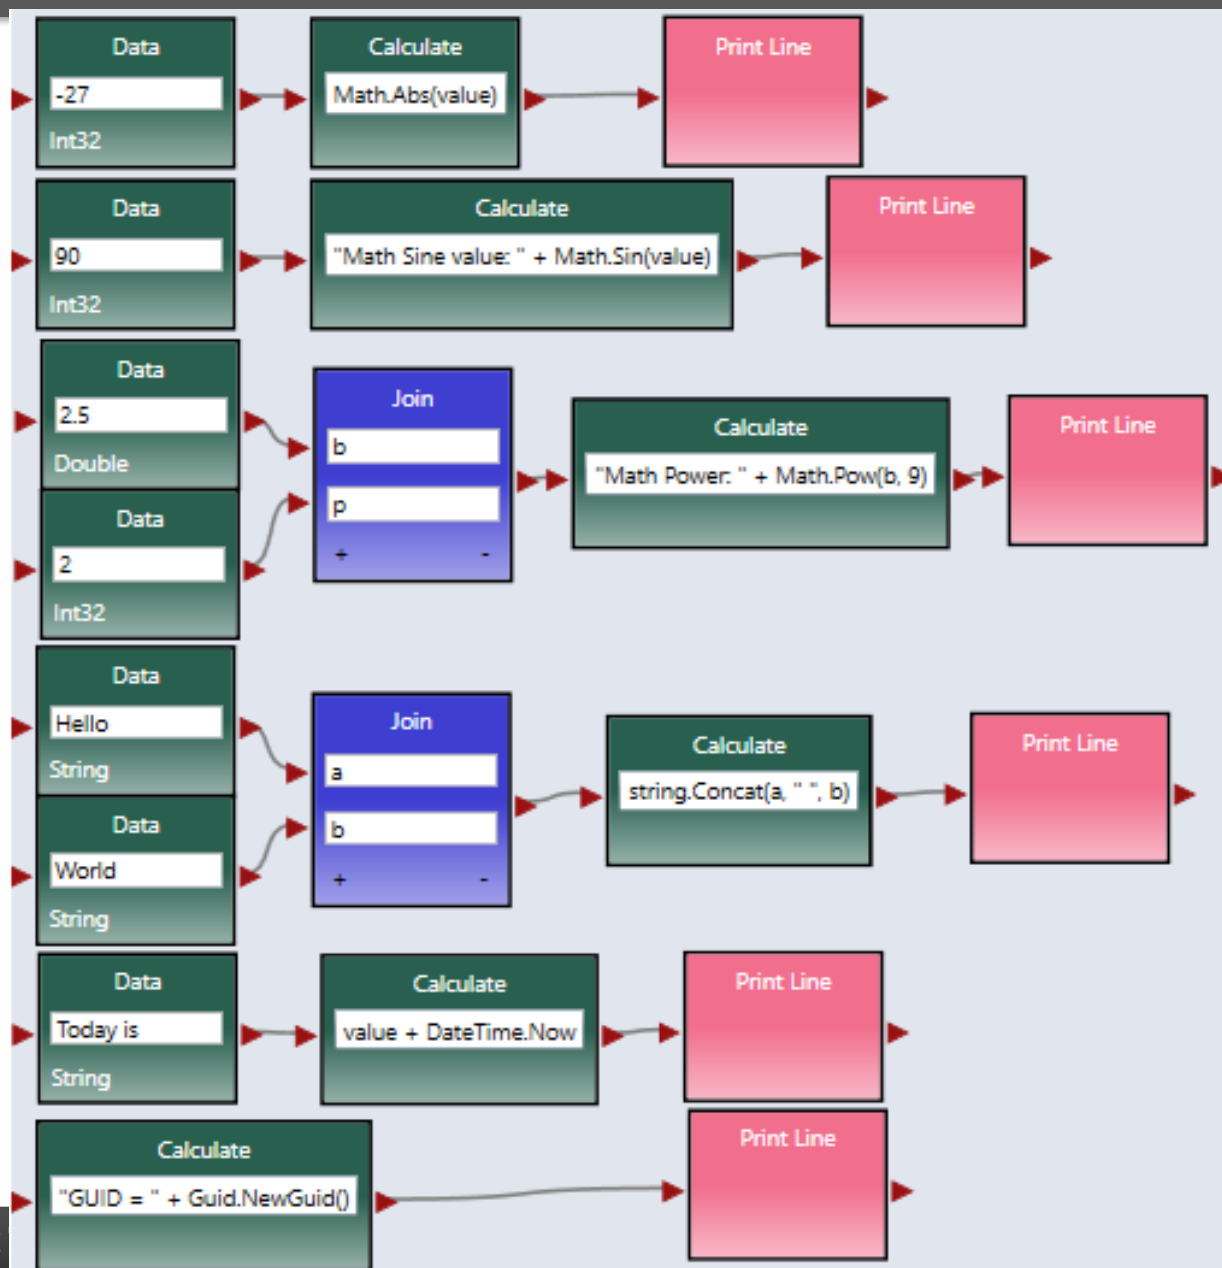 Data
-27
Int32
Calculate
Math.Abs(value)
Print Line
Data
90
Int32
Calculate
"Math Sine value: " + Math.Sin(value)
Print Line
Data
2.5
Double
Data
2
Int32
Join
b
p
+ -
Calculate
"Math Power: " + Math.Pow(b, 9)
Print Line
Data
Hello
String
Data
World
String
Join
a
b
+ -
Calculate
string.Concat(a, " ", b)
Print Line
Data
Today is
String
Calculate
value + DateTime.Now
Print Line
Calculate
"GUID = " + Guid.NewGuid()
Print Line